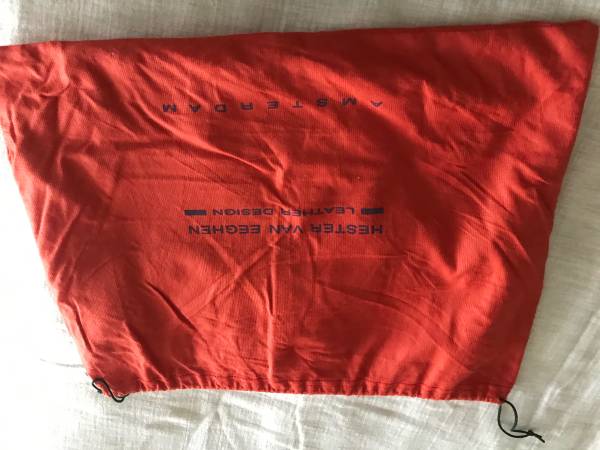 HESTER VAN EEGHEN
LEATHER DESIGN
AMSTERDAM